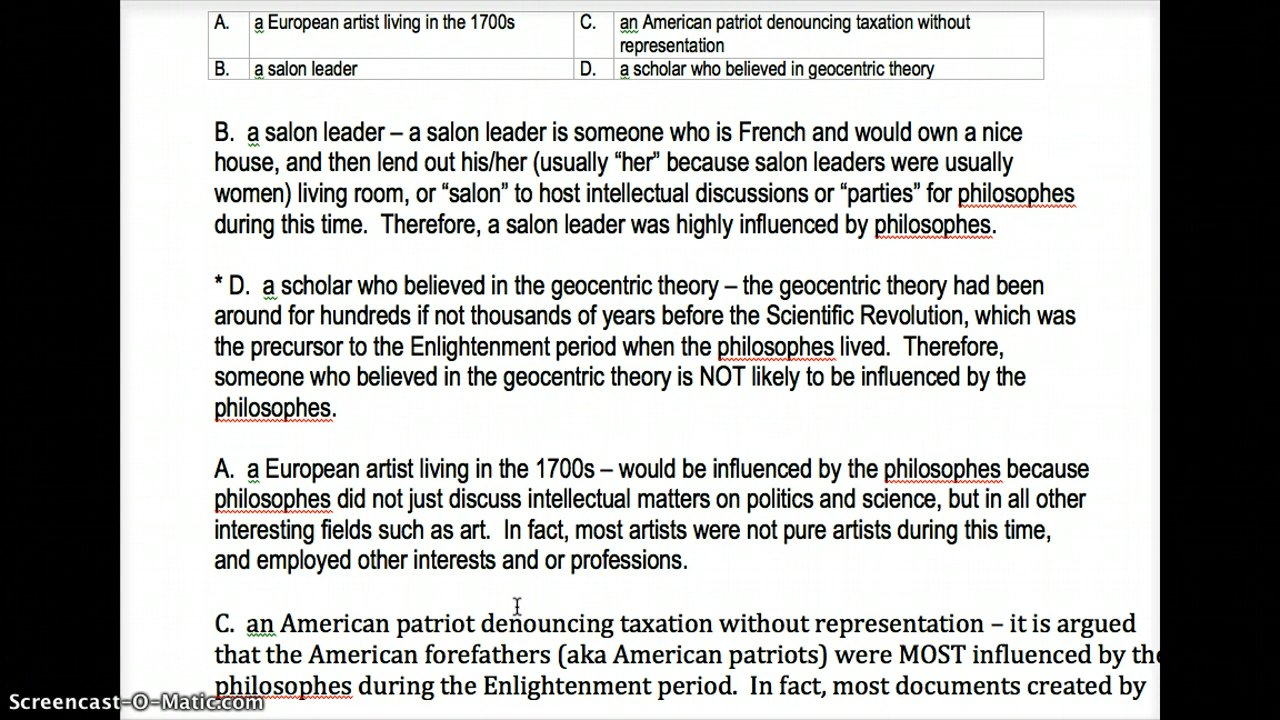 A. a European artist living in the 1700s C. an American patriot denouncing taxation without
representation
B. a salon leader D. a scholar who believed in geocentric theory
B. a salon leader – a salon leader is someone who is French and would own a nice
house, and then lend out his/her (usually “her” because salon leaders were usually
women) living room, or “salon” to host intellectual discussions or “parties” for philosophes
during this time. Therefore, a salon leader was highly influenced by philosophes.
* D. a scholar who believed in the geocentric theory – the geocentric theory had been
around for hundreds if not thousands of years before the Scientific Revolution, which was
the precursor to the Enlightenment period when the philosophes lived. Therefore,
someone who believed in the geocentric theory is NOT likely to be influenced by the
philosophes.
A. a European artist living in the 1700s – would be influenced by the philosophes because
philosophes did not just discuss intellectual matters on politics and science, but in all other
interesting fields such as art. In fact, most artists were not pure artists during this time,
and employed other interests and or professions.
C. an American patriot denouncing taxation without representation – it is argued
that the American forefathers (aka American patriots) were MOST influenced by the
philosophes during the Enlightenment period. In fact, most documents created by
Screencast-O-Matic.com